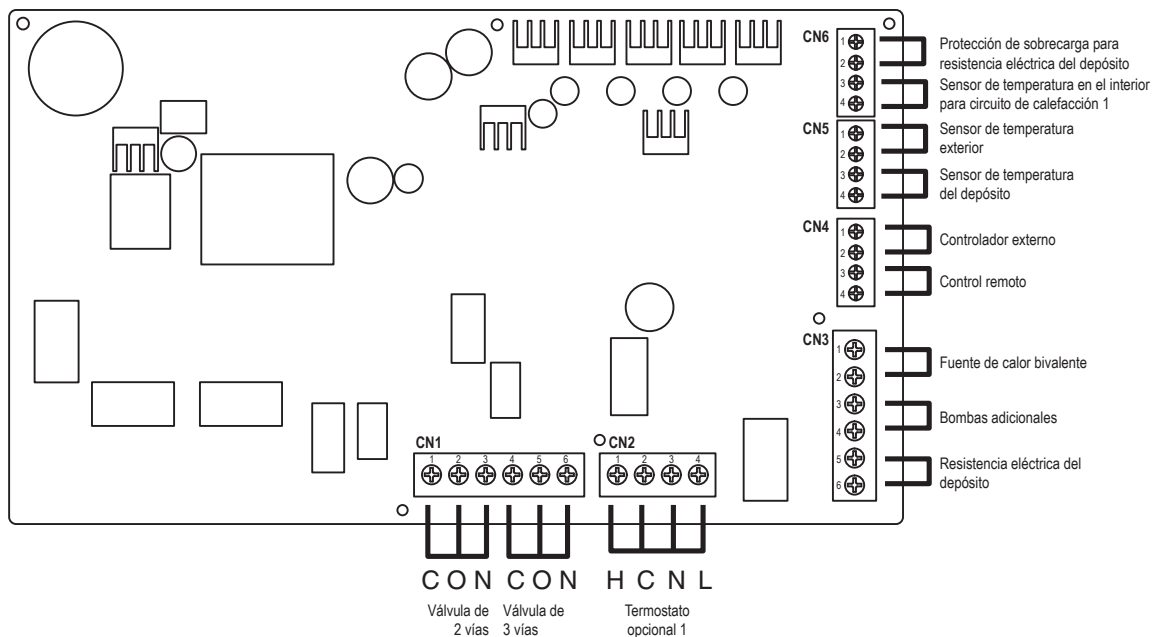 CN6
1
2
3
4
Protección de sobrecarga para
resistencia eléctrica del depósito
Sensor de temperatura en el interior
para circuito de calefacción 1
CN5
1
2
3
4
Sensor de temperatura
exterior
Sensor de temperatura
del depósito
CN4
1
2
3
4
Controlador externo
Control remoto
CN3
1
2
3
4
5
6
Fuente de calor bivalente
Bombas adicionales
Resistencia eléctrica del
depósito
CN1
1 2 3 4 5 6
CN2
1 2 3 4
C O N C O N
H C N L
Válvula de
2 vías
Válvula de
3 vías
Termostato
opcional 1